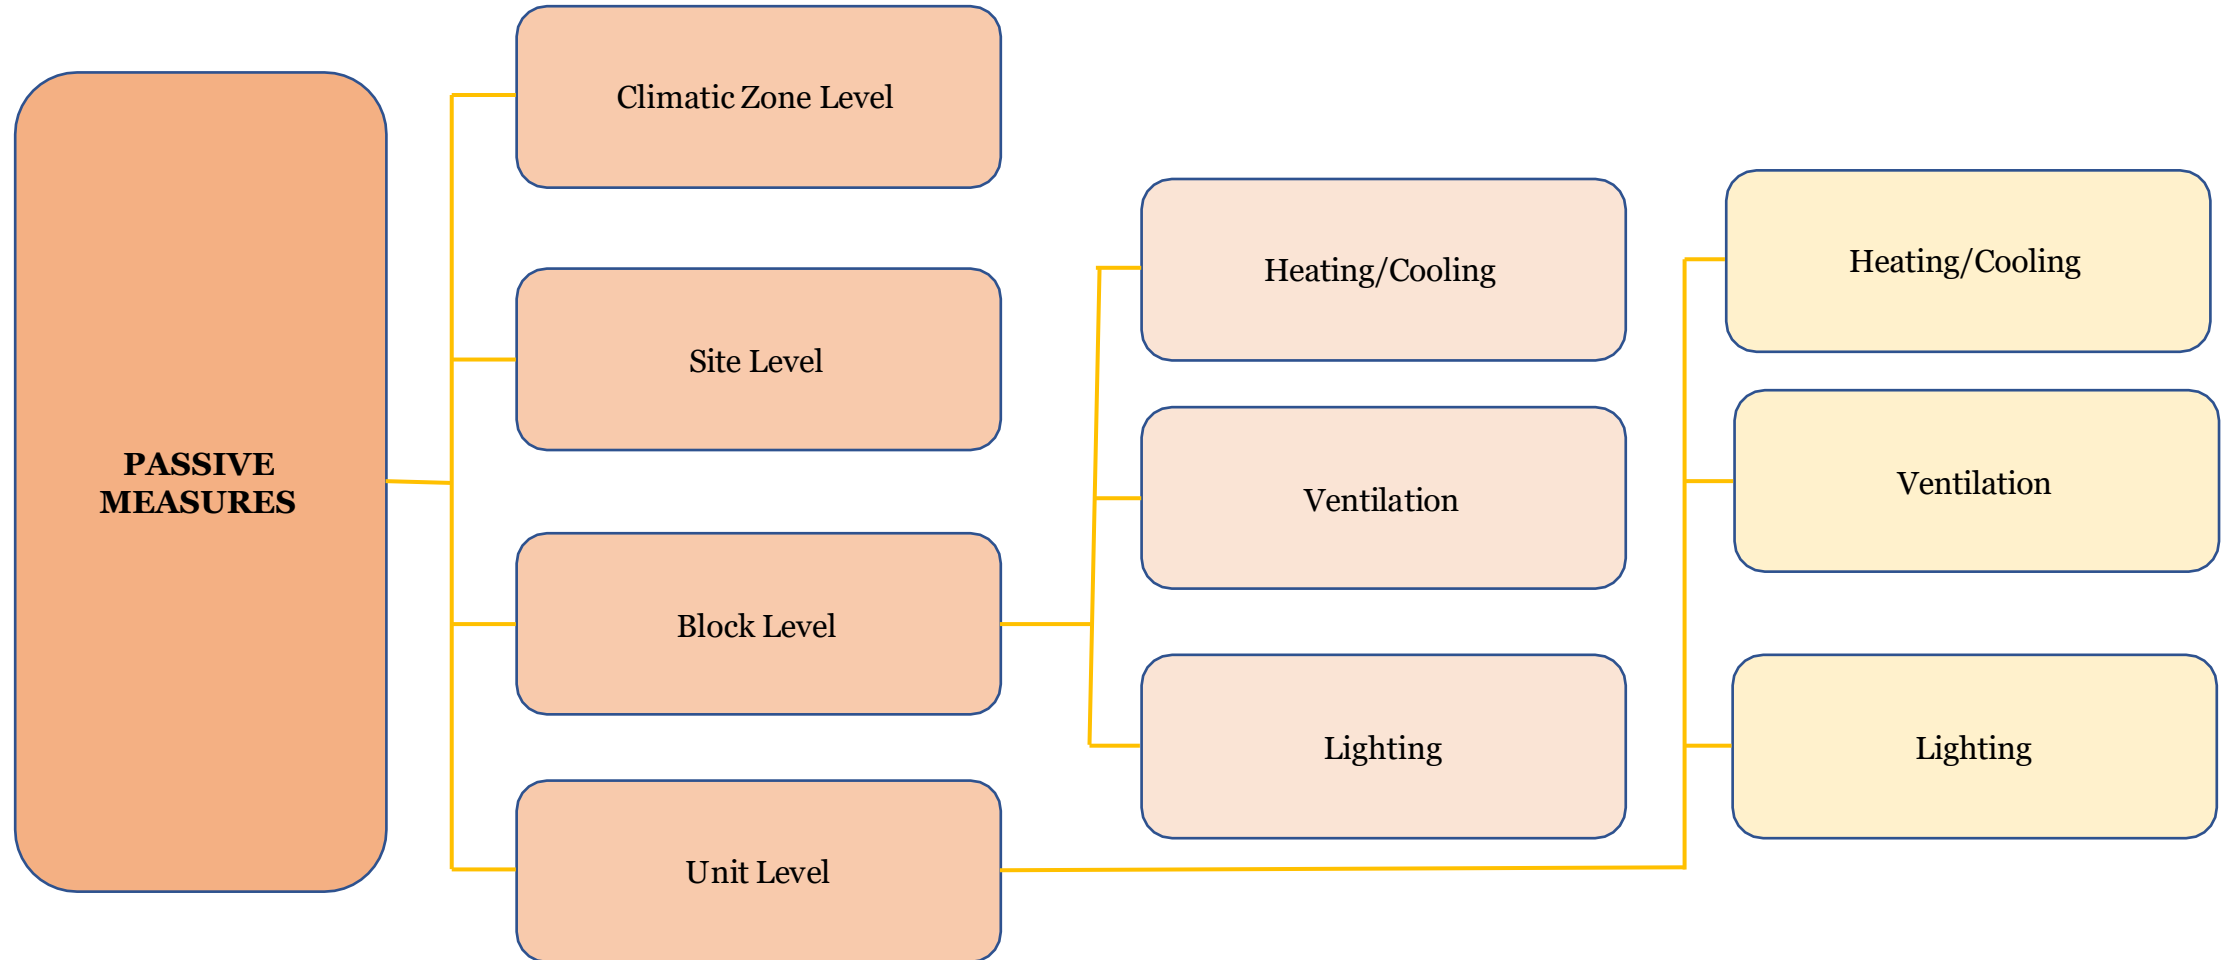 PASSIVE
MEASURES
Climatic Zone Level
Site Level
Block Level
Unit Level
Heating/Cooling
Ventilation
Lighting
Heating/Cooling
Ventilation
Lighting